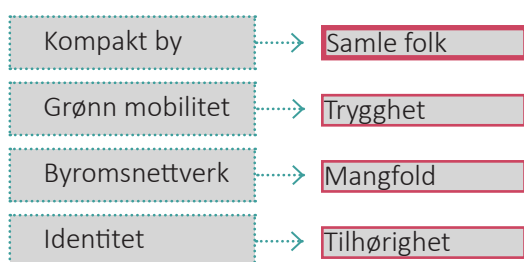 Kompakt by
Samle folk
Grønn mobilitet
Trygghet
Byromsnettverk
Mangfold
Identitet
Tilhørighet